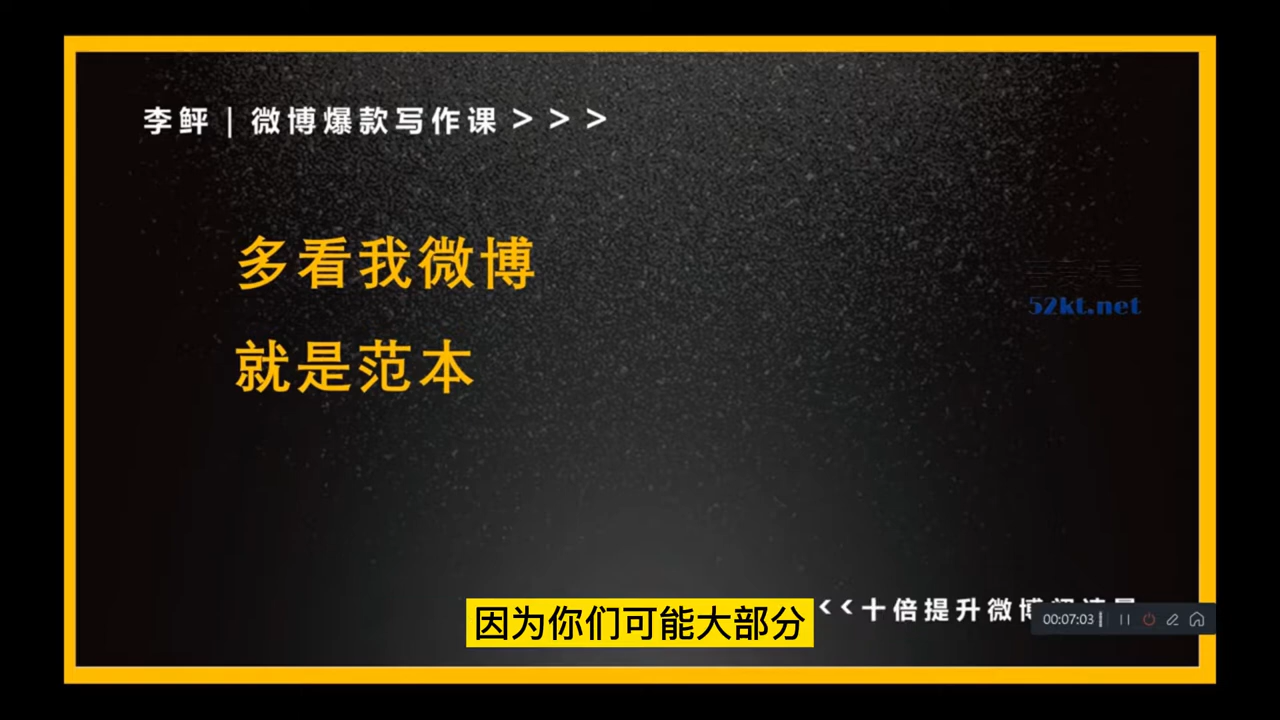 李鲆 | 微博爆款写作课 > > >
多看我微博
就是范本
52kt.net
因为你们可能大部分
<<十倍提升微博
00:07:03